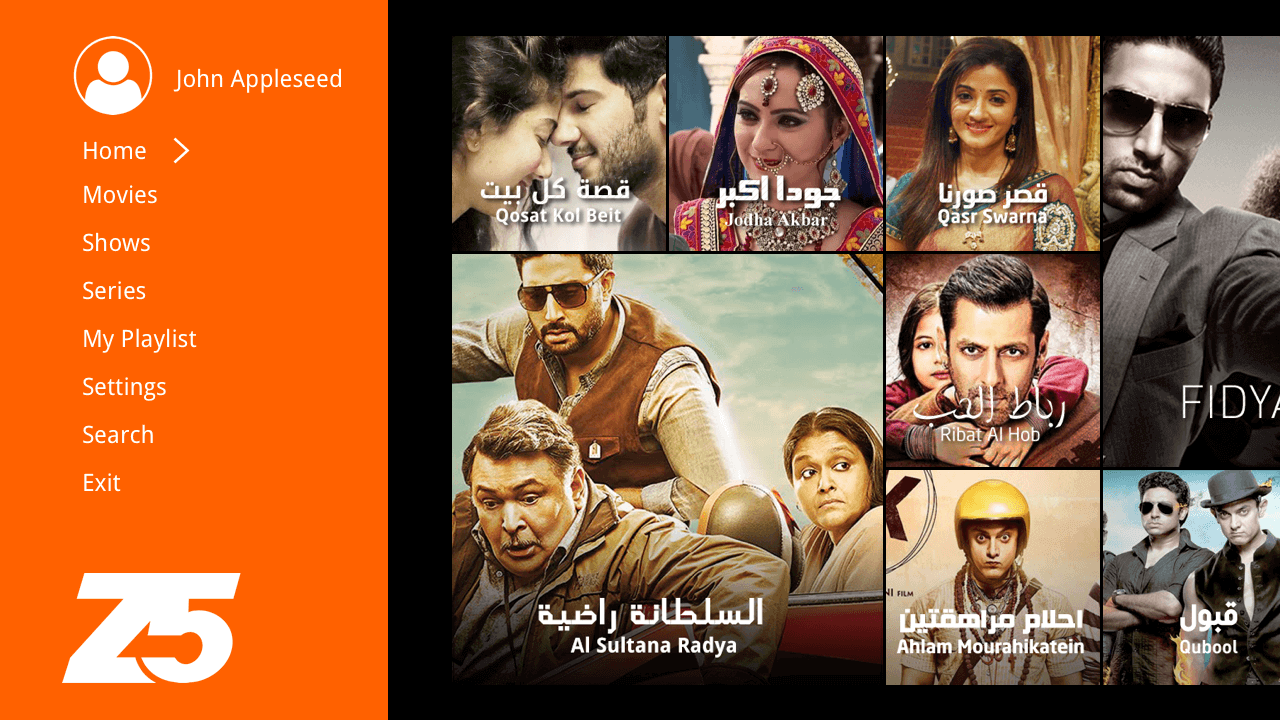 John Appleseed
Home
Movies
Shows
Series
My Playlist
Settings
Search
Exit
Z5
قصة كل بيت
Qosat Kol Beit
جودا اكبر
Jodha Akbar
قصر صورنا
Qasr Swarna
السلطانة راضية
Al Sultana Radya
رباط الحب
Ribat Al Hob
FIDYA
K
NI FILM
احلام مراهقتين
Ahlam Mourahikatein
قبول
Qubool